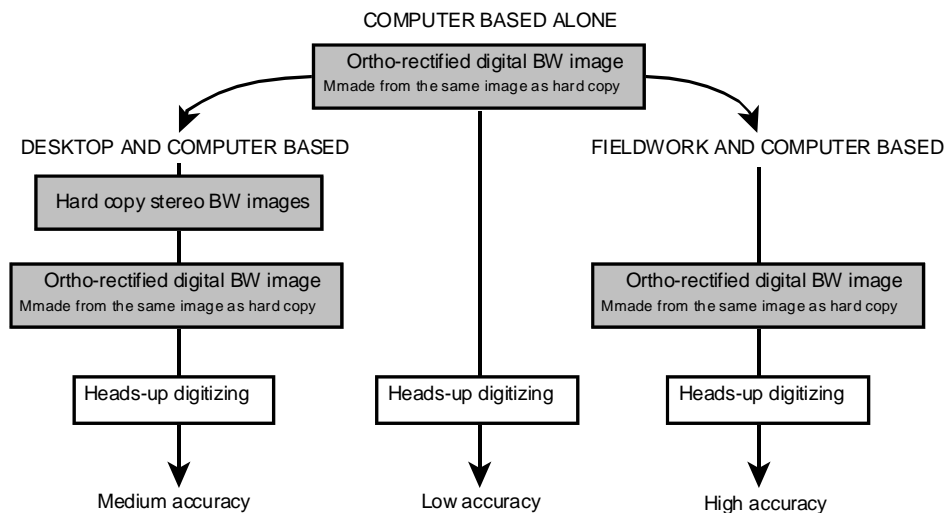 COMPUTER BASED ALONE
Ortho-rectified digital BW image
Mmade from the same image as hard copy
DESKTOP AND COMPUTER BASED
FIELDWORK AND COMPUTER BASED
Hard copy stereo BW images
Ortho-rectified digital BW image
Mmade from the same image as hard copy
Ortho-rectified digital BW image
Mmade from the same image as hard copy
Heads-up digitizing
Heads-up digitizing
Heads-up digitizing
Medium accuracy
Low accuracy
High accuracy